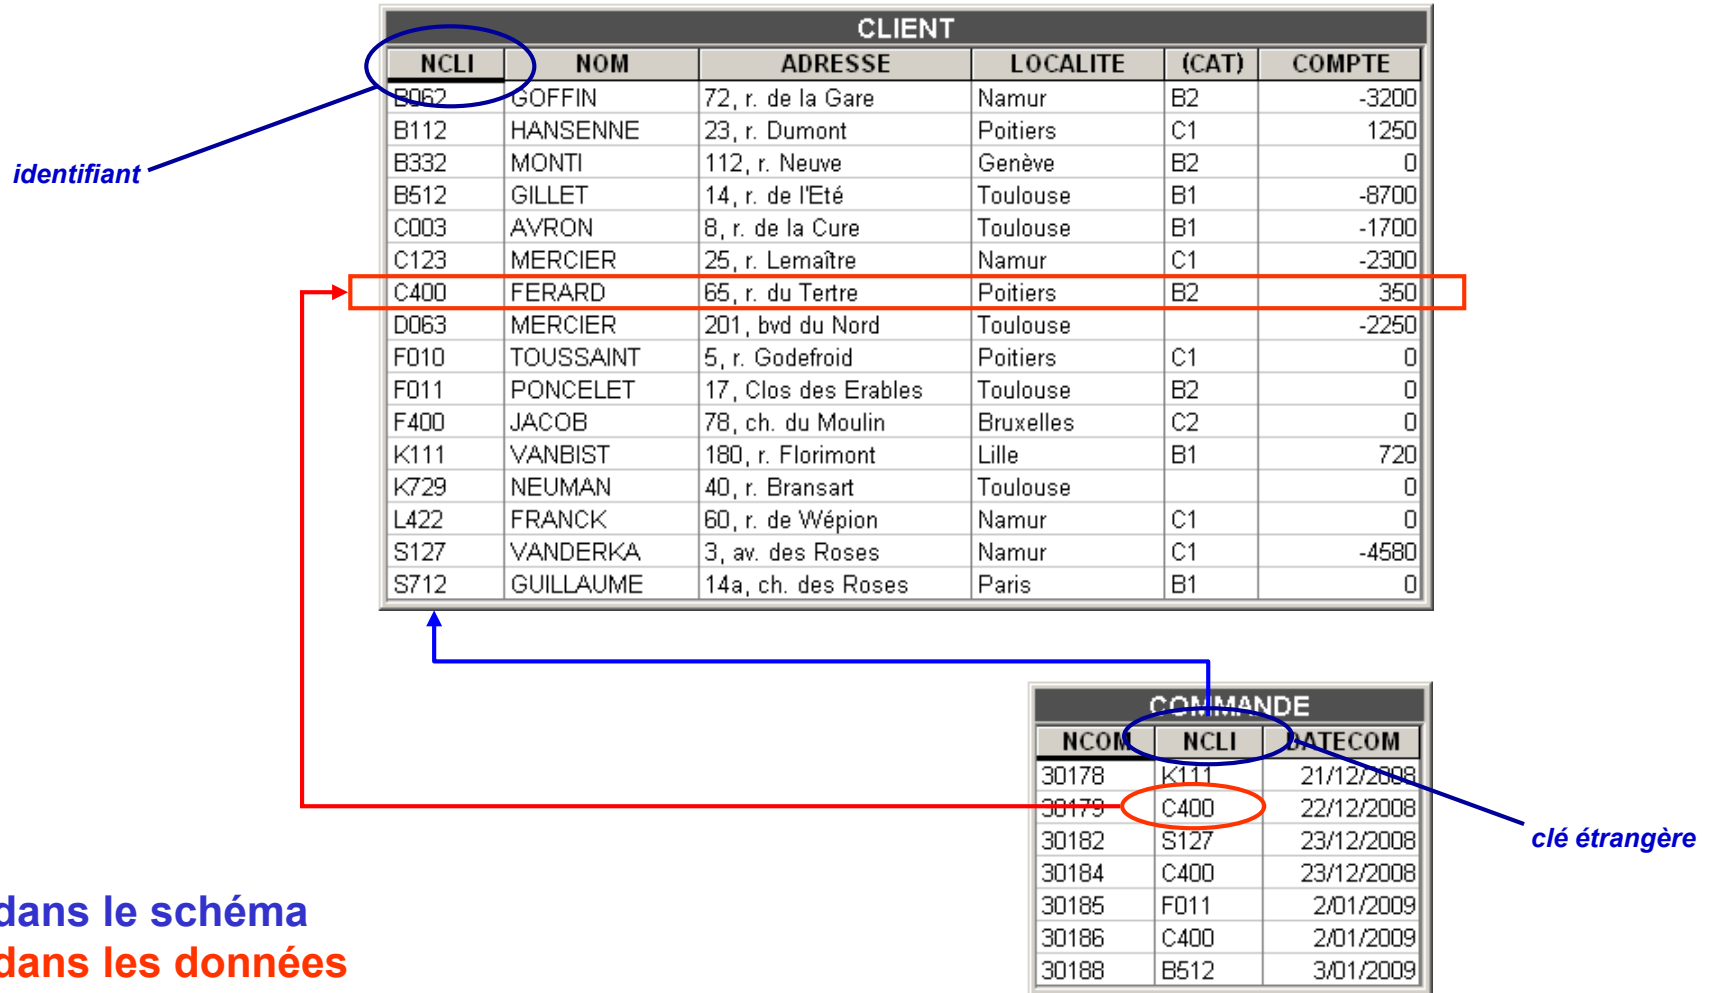 CLIENT
NCLI NOM ADRESSE LOCALITE (CAT) COMPTE
B062 GOFFIN 72, r. de la Gare Namur B2 -3200
B112 HANSENNE 23, r. Dumont Poitiers C1 1250
B332 MONTI 112, r. Neuve Genève B2 0
B512 GILLET 14, r. de l'Eté Toulouse B1 -8700
C003 AVRON 8, r. de la Cure Toulouse B1 -1700
C123 MERCIER 25, r. Lemaître Namur C1 -2300
C400 FERARD 65, r. du Tertre Poitiers B2 350
D063 MERCIER 201, bvd du Nord Toulouse -2250
F010 TOUSSAINT 5, r. Godefroid Poitiers C1 0
F011 PONCELET 17, Clos des Erables Toulouse B2 0
F400 JACOB 78, ch. du Moulin Bruxelles C2 0
K111 VANBIST 180, r. Florimont Lille B1 720
K729 NEUMAN 40, r. Bransart Toulouse 0
L422 FRANCK 60, r. de Wépion Namur C1 0
S127 VANDERKA 3, av. des Roses Namur C1 -4580
S712 GUILLAUME 14a, ch. des Roses Paris B1 0
identifiant
COMMANDE
NCOM NCLI DATECOM
30178 K111 21/12/2008
30179 C400 22/12/2008
30182 S127 23/12/2008
30184 C400 23/12/2008
30185 F011 2/01/2009
30186 C400 2/01/2009
30188 B512 3/01/2009
clé étrangère
dans le schéma
dans les données